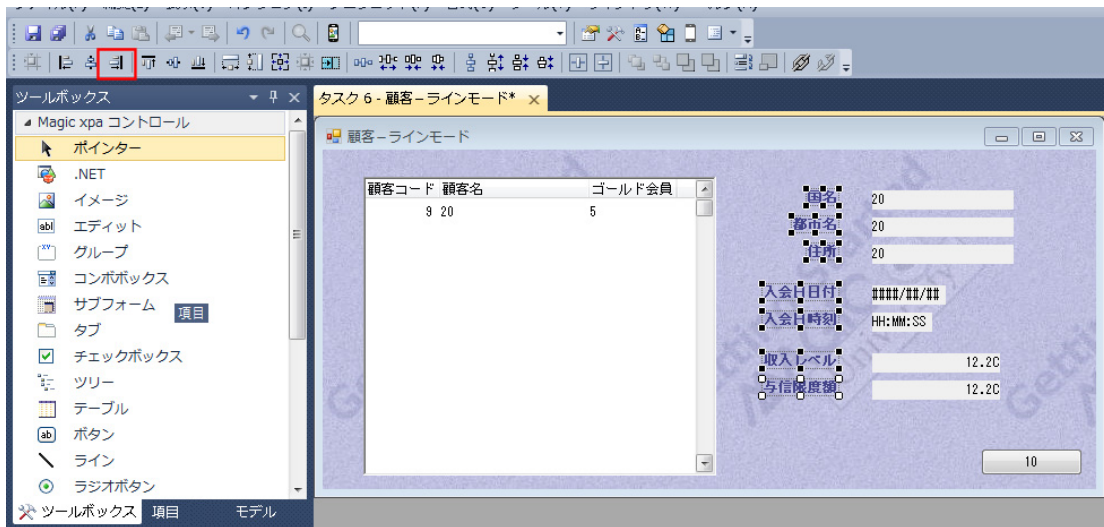 ツールボックス
Magic xpa コントロール
ポインター
.NET
イメージ
エディット
グループ
コンボボックス
サブフォーム
項目
タブ
チェックボックス
ツリー
テーブル
ボタン
ライン
ラジオボタン
ツールボックス 項目 モデル
タスク 6 - 顧客－ラインモード*
顧客－ラインモード
顧客コード 顧客名 ゴールド会員
9 20 5
国名 20
都市名 20
住所 20
入会日日付 ####/##/##
入会日時刻 HH:MM:SS
収入レベル 12.2C
与信限度額 12.2C
10